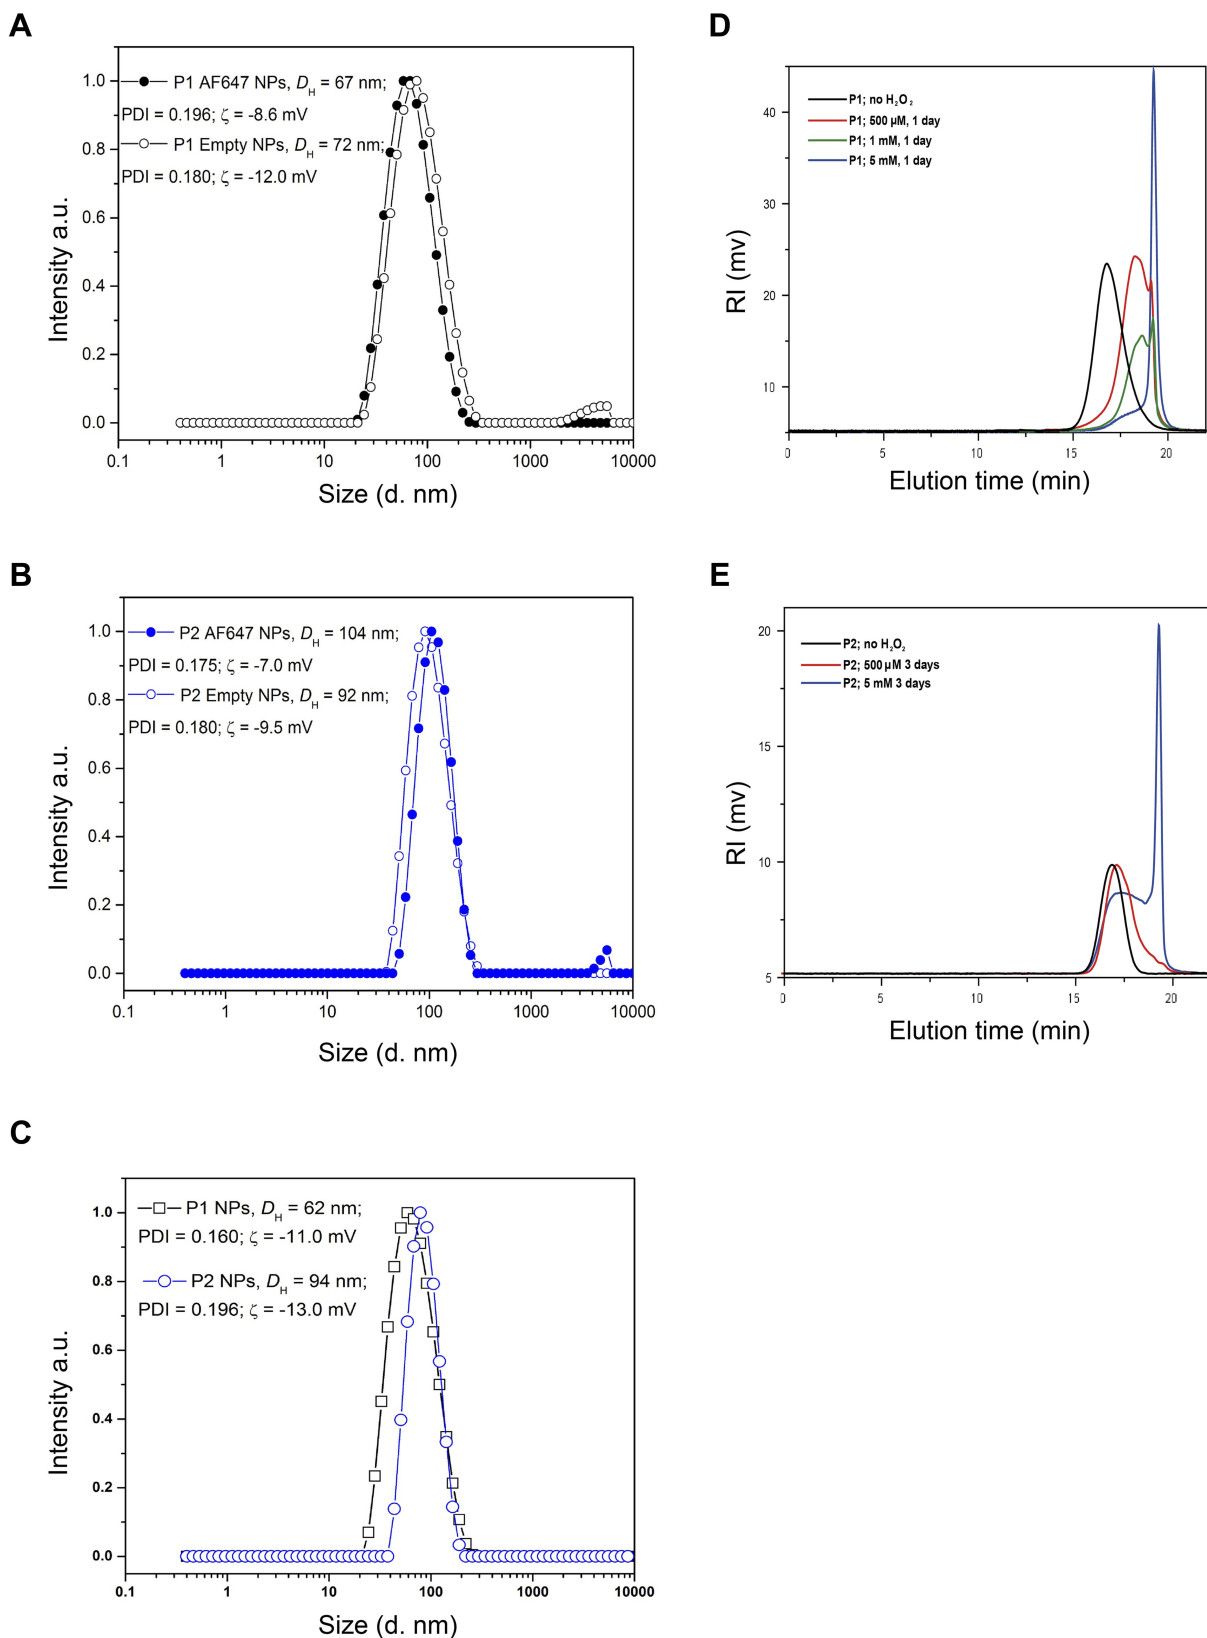 A
P1 AF647 NPs, DH = 67 nm;
PDI = 0.196; ζ = -8.6 mV
P1 Empty NPs, DH = 72 nm;
PDI = 0.180; ζ = -12.0 mV
1.0
0.8
0.6
0.4
0.2
0.0
Intensity a.u.
0.1 1 10 100 1000 10000
Size (d. nm)
D
P1; no H₂O₂
P1; 500 µM, 1 day
P1; 1 mM, 1 day
P1; 5 mM, 1 day
40
30
20
10
RI (mv)
0 5 10 15 20
Elution time (min)
B
P2 AF647 NPs, DH = 104 nm;
PDI = 0.175; ζ = -7.0 mV
P2 Empty NPs, DH = 92 nm;
PDI = 0.180; ζ = -9.5 mV
1.0
0.8
0.6
0.4
0.2
0.0
Intensity a.u.
0.1 1 10 100 1000 10000
Size (d. nm)
E
P2; no H₂O₂
P2; 500 µM 3 days
P2; 5 mM 3 days
20
15
10
5
RI (mv)
0 5 10 15 20
Elution time (min)
C
P1 NPs, DH = 62 nm;
PDI = 0.160; ζ = -11.0 mV
P2 NPs, DH = 94 nm;
PDI = 0.196; ζ = -13.0 mV
1.0
0.8
0.6
0.4
0.2
0.0
Intensity a.u.
0.1 1 10 100 1000 10000
Size (d. nm)